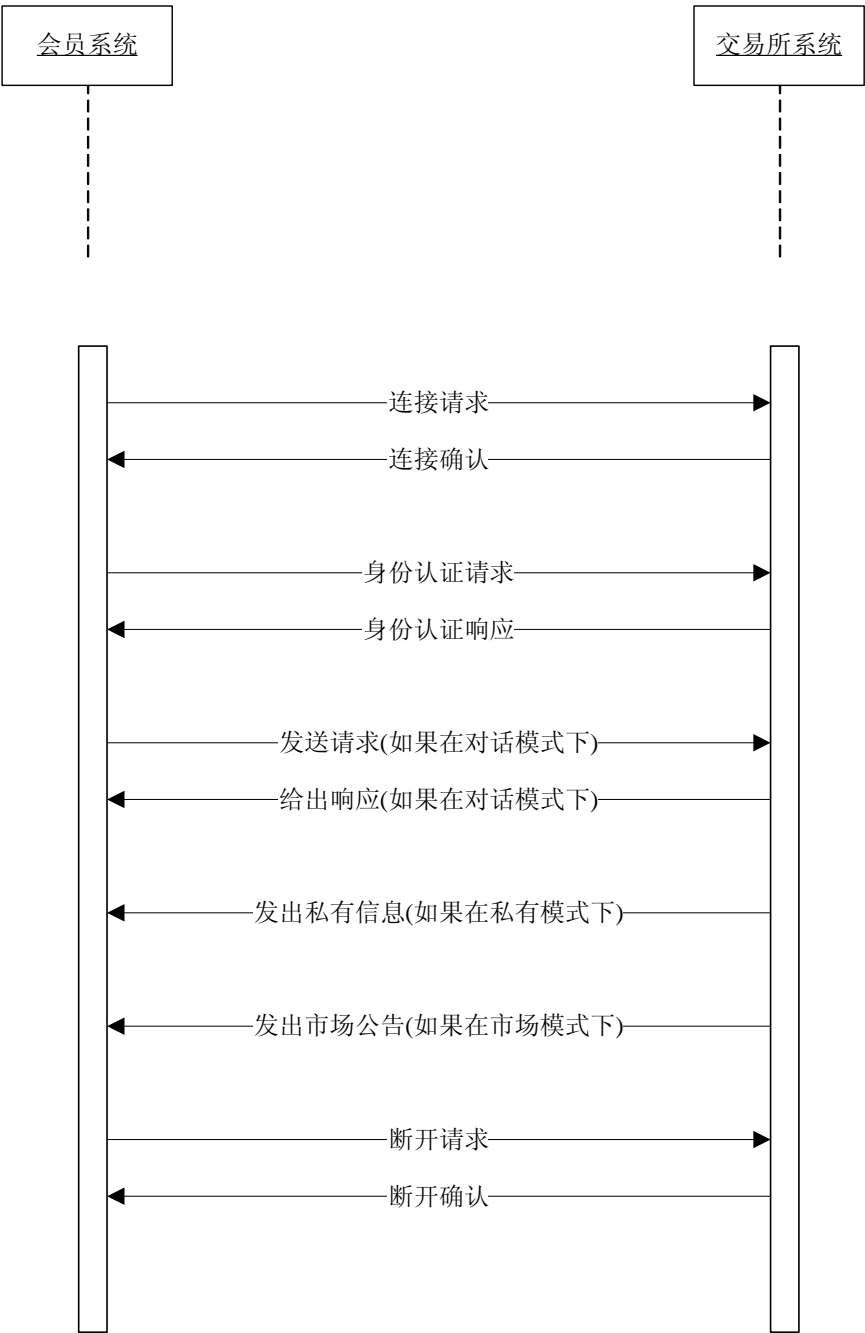 会员系统
交易所系统
连接请求
连接确认
身份认证请求
身份认证响应
发送请求(如果在对话模式下)
给出响应(如果在对话模式下)
发出私有信息(如果在私有模式下)
发出市场公告(如果在市场模式下)
断开请求
断开确认